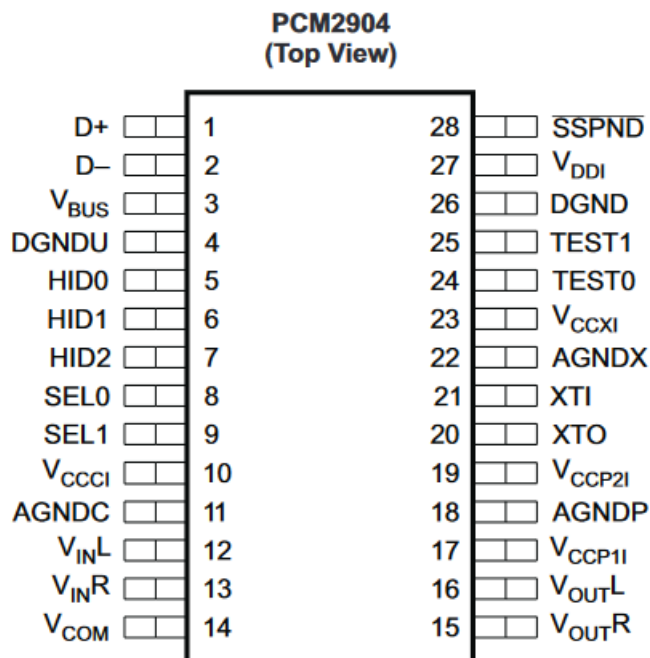 PCM2904
(Top View)
D+ 1 28 S̅S̅P̅N̅D̅
D– 2 27 VDDI
VBUS 3 26 DGND
DGNDU 4 25 TEST1
HID0 5 24 TEST0
HID1 6 23 VCCXI
HID2 7 22 AGNDX
SEL0 8 21 XTI
SEL1 9 20 XTO
VCCCI 10 19 VCCP2I
AGNDC 11 18 AGNDP
VINL 12 17 VCCP1I
VINR 13 16 VOUTL
VCOM 14 15 VOUTR